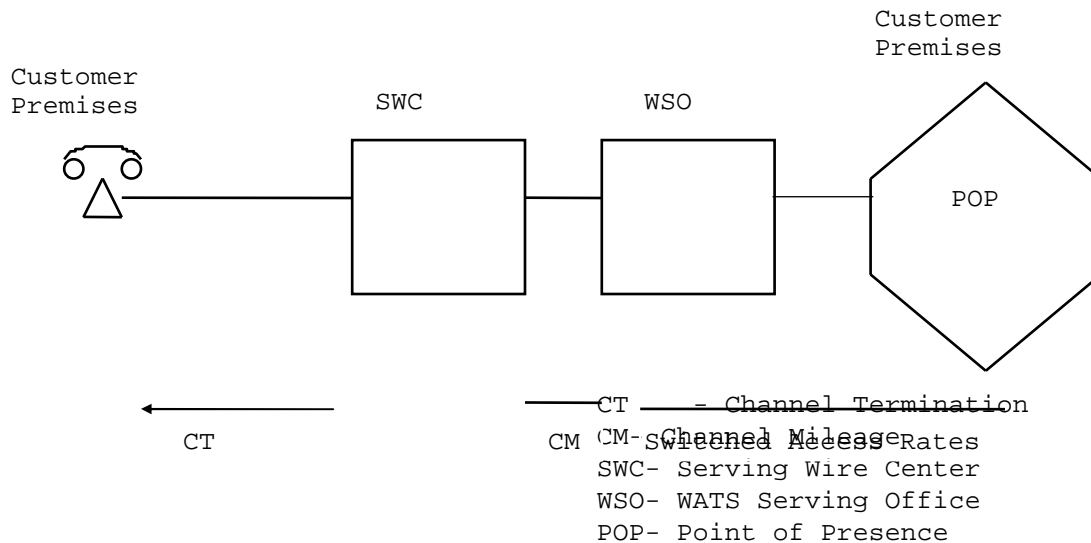 Customer
Premises
Customer
Premises
SWC
WSO
POP
CT - Channel Termination
CT
CM
Switched Access Rates
CM- Channel Mileage
SWC- Serving Wire Center
WSO- WATS Serving Office
POP- Point of Presence